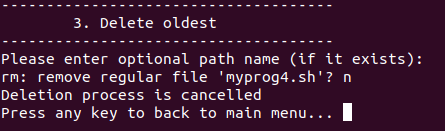 ---------------------------------------
3. Delete oldest
---------------------------------------
Please enter optional path name (if it exists):
rm: remove regular file 'myprog4.sh'? n
Deletion process is cancelled
Press any key to back to main menu...